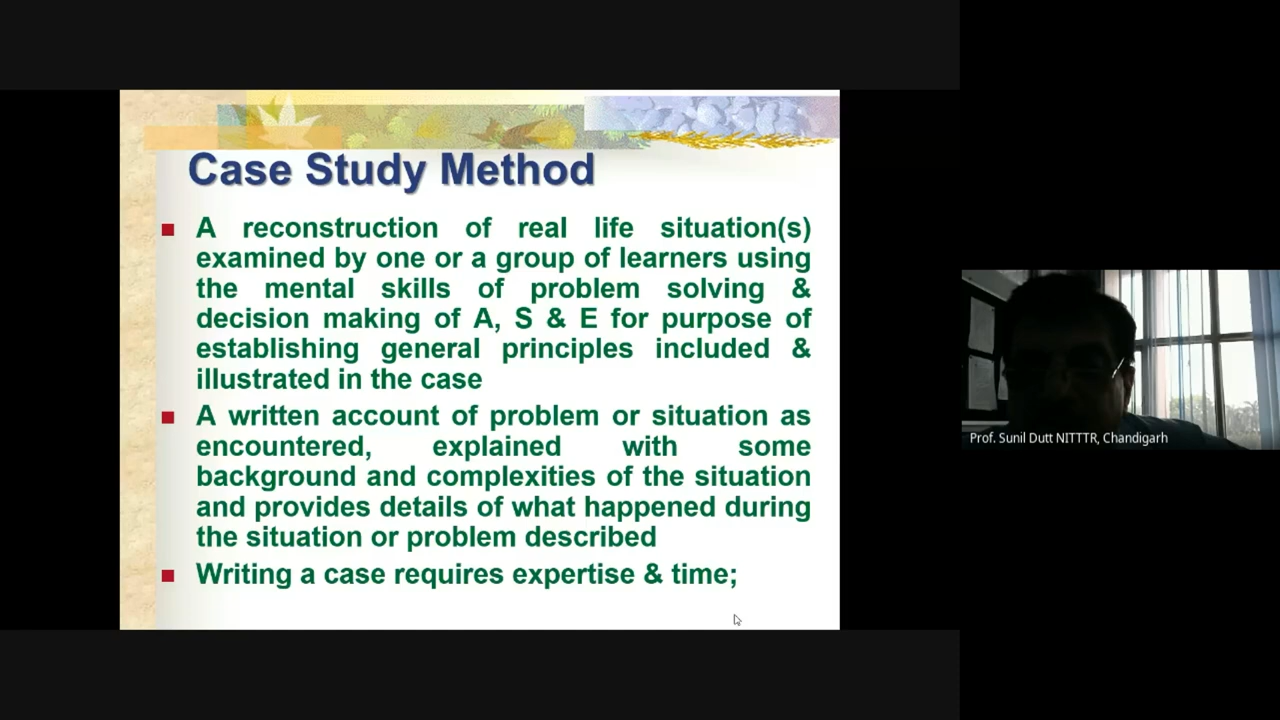 Case Study Method
A reconstruction of real life situation(s)
examined by one or a group of learners using
the mental skills of problem solving &
decision making of A, S & E for purpose of
establishing general principles included &
illustrated in the case
A written account of problem or situation as
encountered, explained with some
background and complexities of the situation
and provides details of what happened during
the situation or problem described
Writing a case requires expertise & time;
Prof. Sunil Dutt NITTTR, Chandigarh